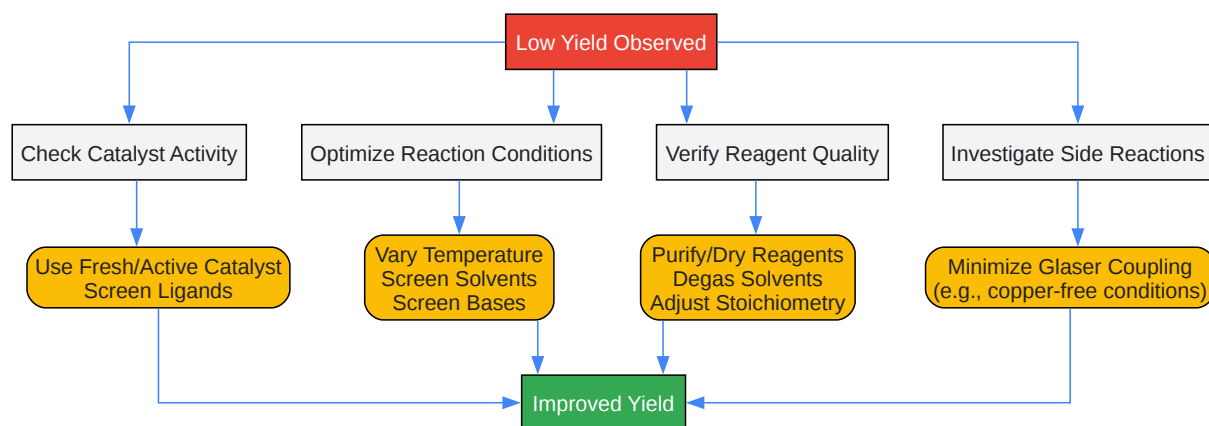 Low Yield Observed
Check Catalyst Activity
Optimize Reaction Conditions
Verify Reagent Quality
Investigate Side Reactions
Use Fresh/Active Catalyst
Screen Ligands
Vary Temperature
Screen Solvents
Screen Bases
Purify/Dry Reagents
Degas Solvents
Adjust Stoichiometry
Minimize Glaser Coupling
(e.g., copper-free conditions)
Improved Yield